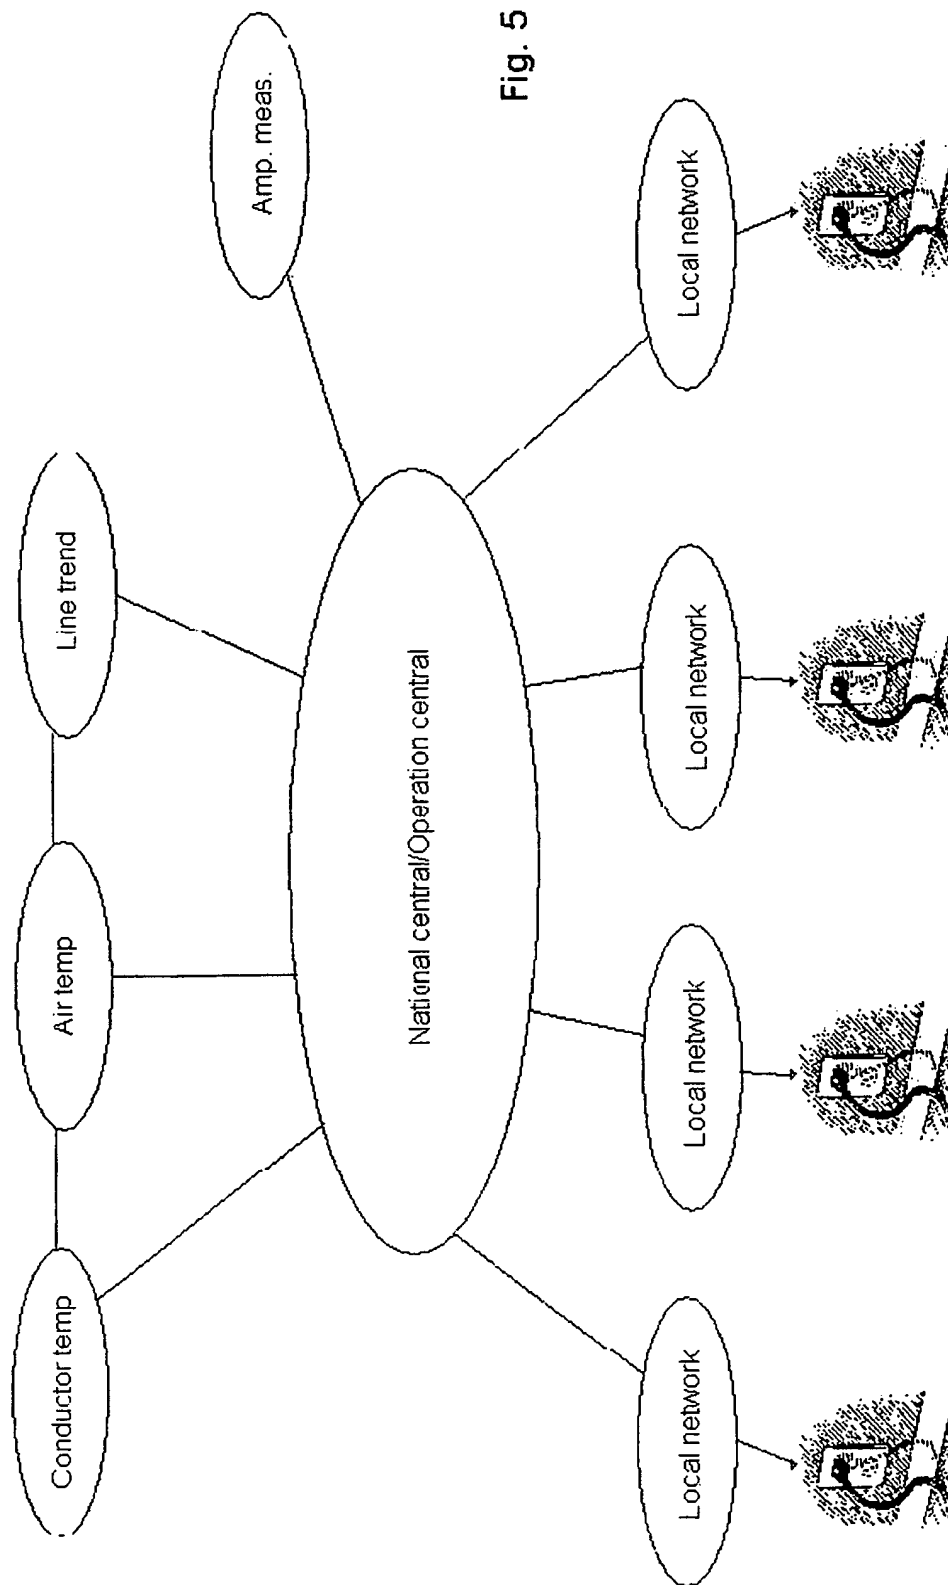 Conductor temp
Air temp
Line trend
Amp. meas.
National central/Operation central
Local network
Local network
Local network
Local network
Fig. 5